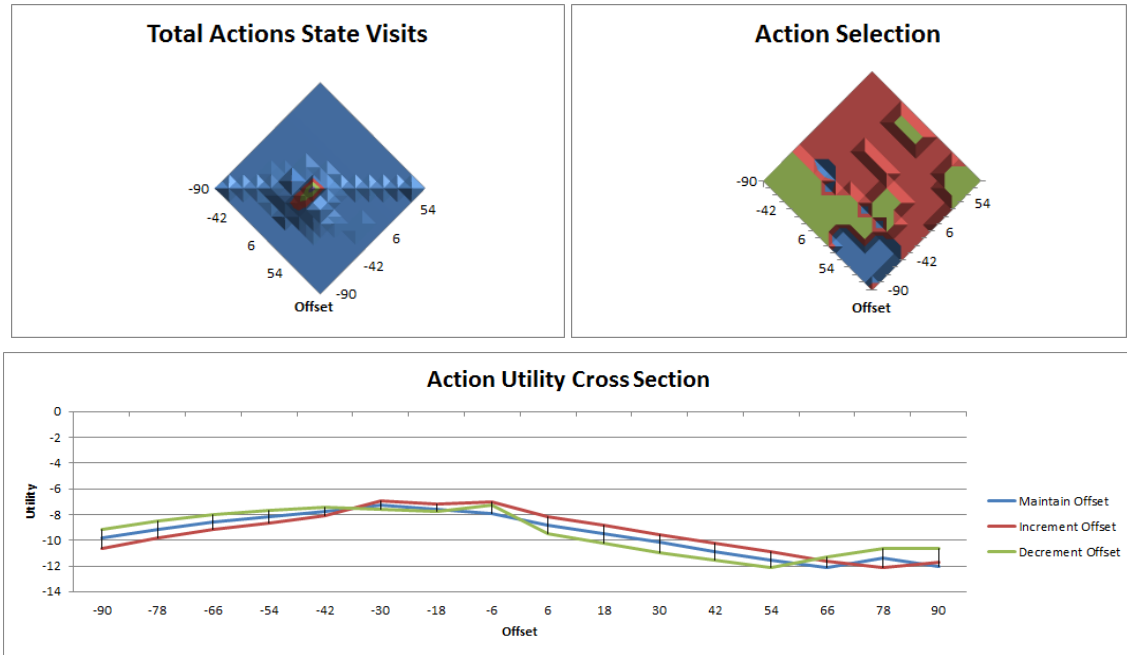 Total Actions State Visits
-90
-42
6
54
54
6
-42
-90
Offset
Action Selection
-90
-42
6
54
54
6
-42
-90
Offset
Action Utility Cross Section
0
-2
-4
-6
-8
-10
-12
-14
Utility
-90 -78 -66 -54 -42 -30 -18 -6 6 18 30 42 54 66 78 90
Offset
Maintain Offset
Increment Offset
Decrement Offset